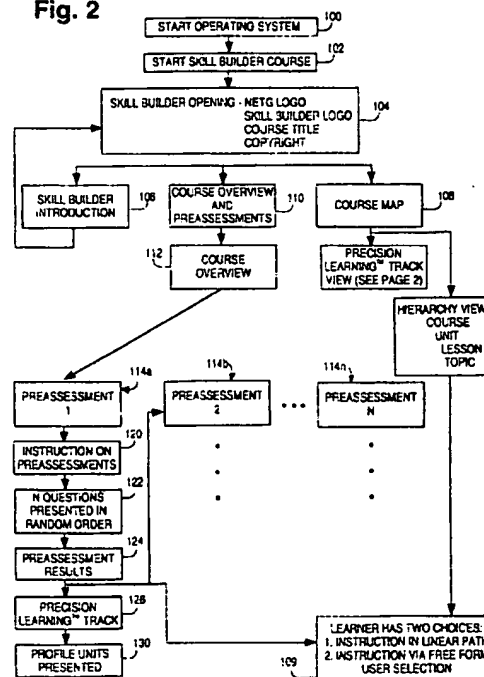 Fig. 2
START OPERATING SYSTEM
100
START SKILL BUILDER COURSE
102
SKILL BUILDER OPENING - NETG LOGO
SKILL BUILDER LOGO
COURSE TITLE
COPYRIGHT
104
SKILL BUILDER
INTRODUCTION
106
COURSE OVERVIEW
AND
PREASSESSMENTS
110
COURSE MAP
108
112
COURSE
OVERVIEW
PRECISION
LEARNING™ TRACK
VIEW (SEE PAGE 2)
HIERARCHY VIEW
COURSE
UNIT
LESSON
TOPIC
PREASSESSMENT
1
114a
PREASSESSMENT
2
114b
PREASSESSMENT
N
114n
INSTRUCTION ON
PREASSESSMENTS
120
N QUESTIONS
PRESENTED IN
RANDOM ORDER
122
PREASSESSMENT
RESULTS
124
PRECISION
LEARNING™ TRACK
126
PROFILE UNITS
PRESENTED
130
LEARNER HAS TWO CHOICES:
1. INSTRUCTION IN LINEAR PATH
2. INSTRUCTION VIA FREE FORM
USER SELECTION
109